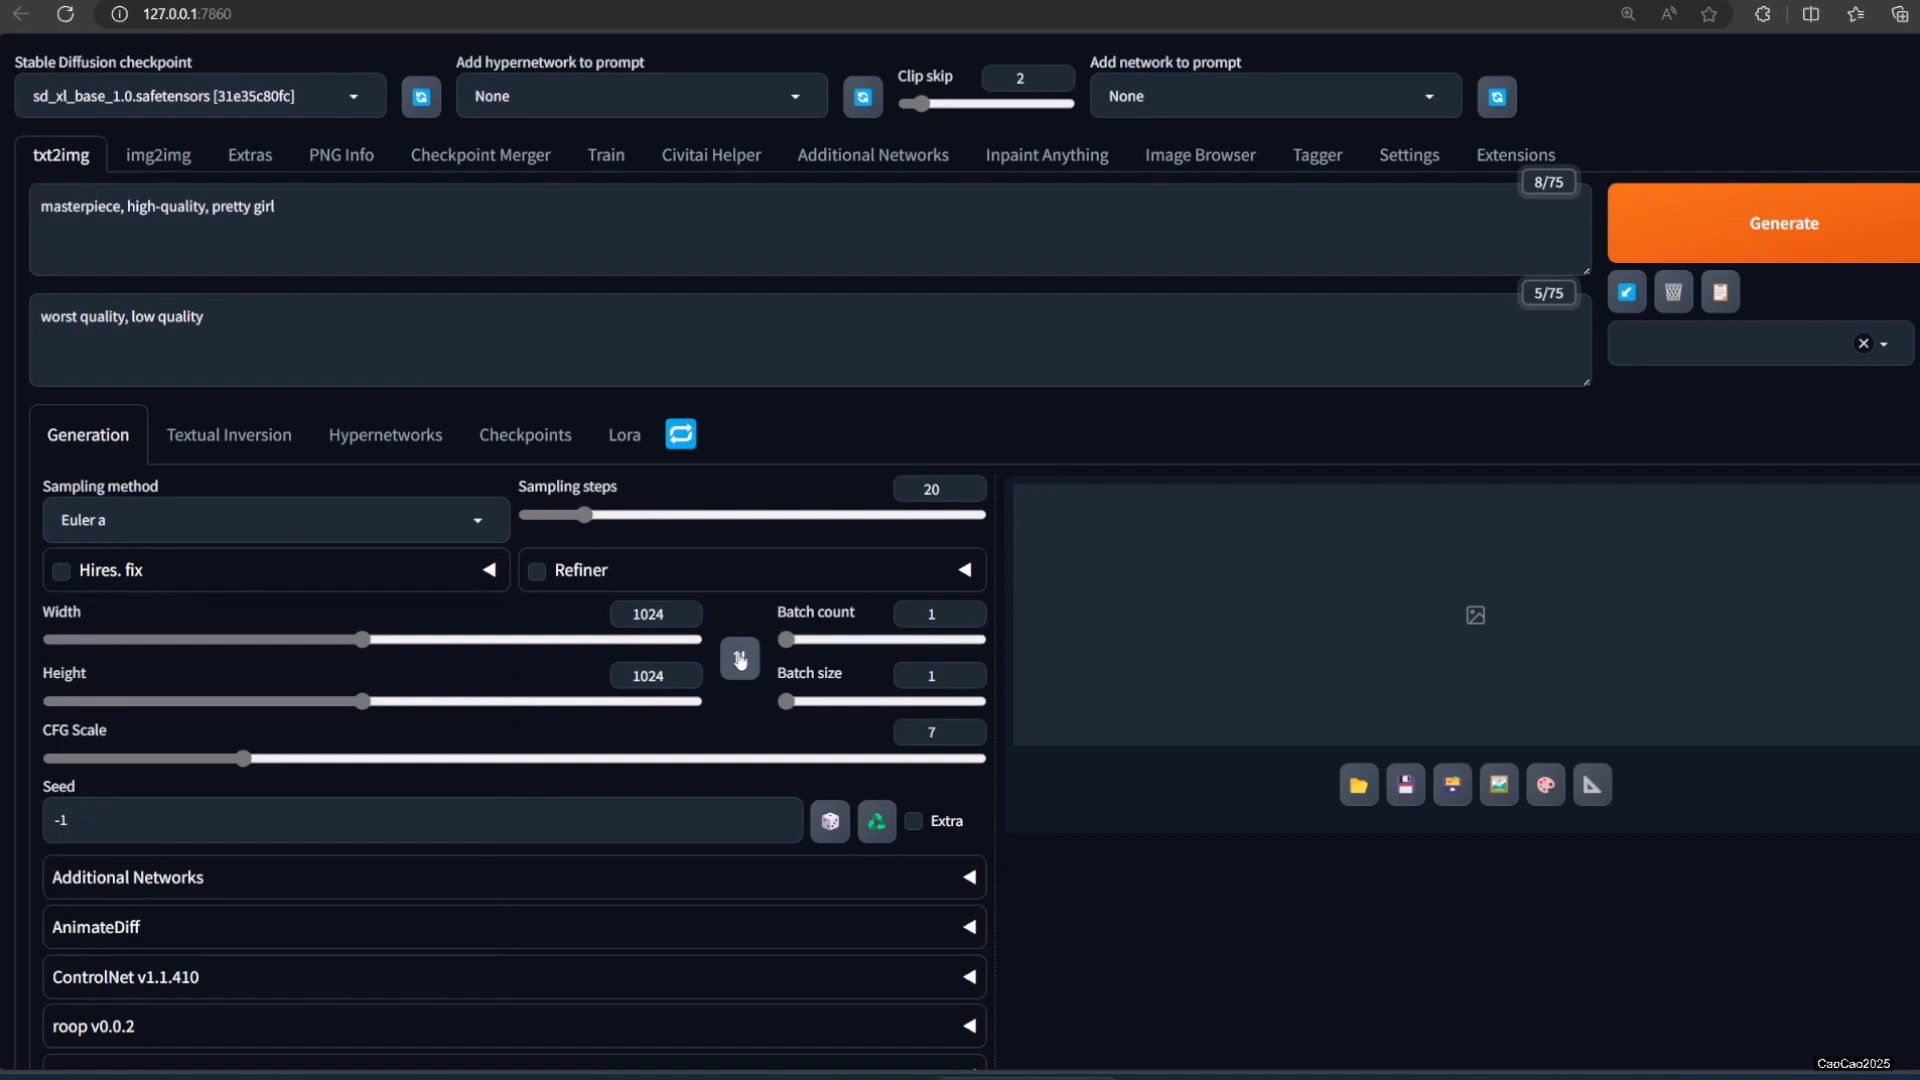 127.0.0.1:7860
Stable Diffusion checkpoint
sd_xl_base_1.0.safetensors [31e35c80fc]
Add hypernetwork to prompt
None
Clip skip
2
Add network to prompt
None
txt2img img2img Extras PNG Info Checkpoint Merger Train Civitai Helper Additional Networks Inpaint Anything Image Browser Tagger Settings Extensions
8/75
masterpiece, high-quality, pretty girl
Generate
5/75
worst quality, low quality
Generation Textual Inversion Hypernetworks Checkpoints Lora
Sampling method
Euler a
Sampling steps
20
Hires. fix
Refiner
Width
1024
Batch count
1
Height
1024
Batch size
1
CFG Scale
7
Seed
-1
Extra
Additional Networks
AnimateDiff
ControlNet v1.1.410
roop v0.0.2
CaoCao2025